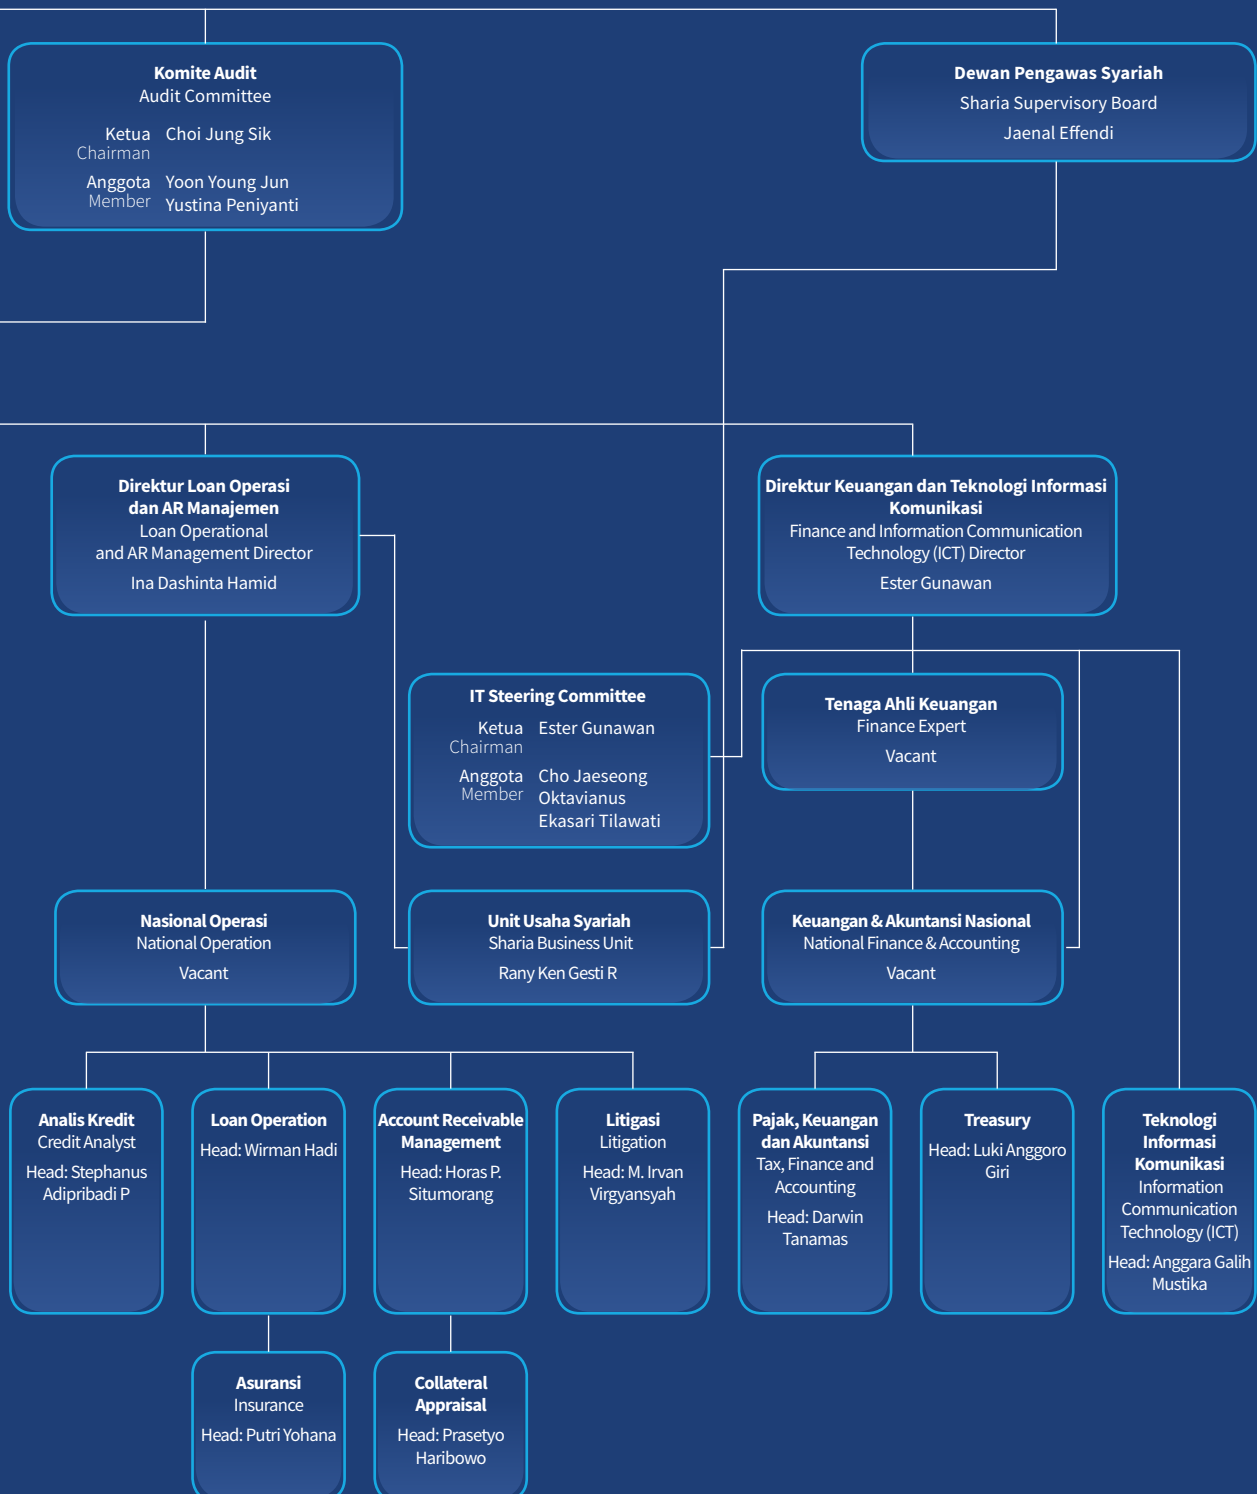 Komite Audit
Audit Committee
Ketua Choi Jung Sik
Chairman
Anggota Yoon Young Jun
Member Yustina Peniyanti
Dewan Pengawas Syariah
Sharia Supervisory Board
Jaenal Effendi
Direktur Loan Operasi
dan AR Manajemen
Loan Operational
and AR Management Director
Ina Dashinta Hamid
Direktur Keuangan dan Teknologi Informasi
Komunikasi
Finance and Information Communication
Technology (ICT) Director
Ester Gunawan
IT Steering Committee
Ketua Ester Gunawan
Chairman
Anggota Cho Jaeseong
Member Oktavianus
Ekasari Tilawati
Tenaga Ahli Keuangan
Finance Expert
Vacant
Nasional Operasi
National Operation
Vacant
Unit Usaha Syariah
Sharia Business Unit
Rany Ken Gesti R
Keuangan & Akuntansi Nasional
National Finance & Accounting
Vacant
Analis Kredit
Credit Analyst
Head: Stephanus
Adipribadi P
Loan Operation
Head: Wirman Hadi
Account Receivable
Management
Head: Horas P.
Situmorang
Litigasi
Litigation
Head: M. Irvan
Virgyansyah
Pajak, Keuangan
dan Akuntansi
Tax, Finance and
Accounting
Head: Darwin
Tanamas
Treasury
Head: Luki Anggoro
Giri
Teknologi
Informasi
Komunikasi
Information
Communication
Technology (ICT)
Head: Anggara Galih
Mustika
Asuransi
Insurance
Head: Putri Yohana
Collateral
Appraisal
Head: Prasetyo
Haribowo